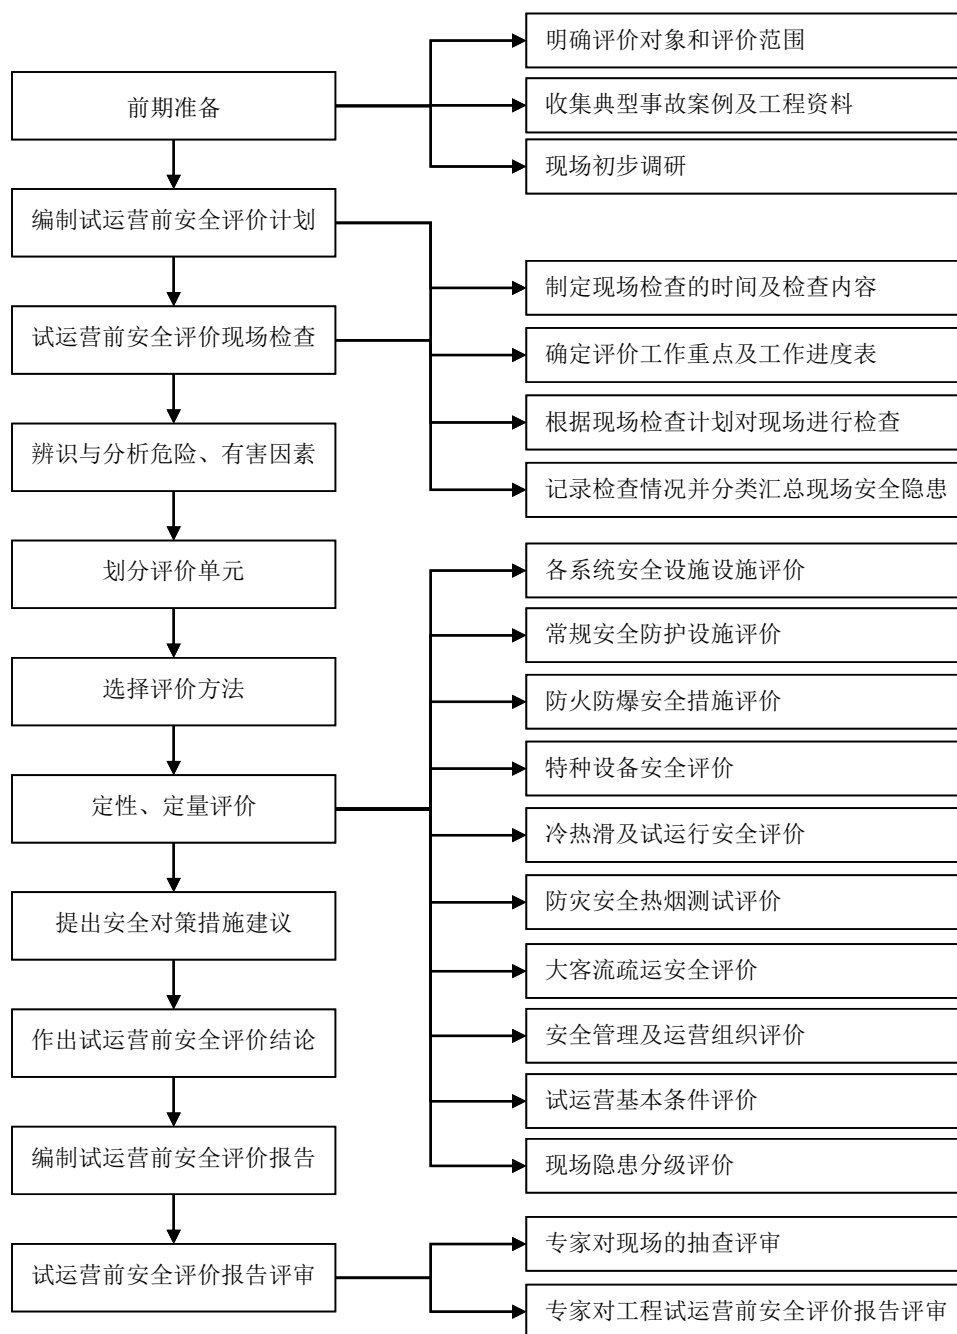 前期准备
明确评价对象和评价范围
收集典型事故案例及工程资料
现场初步调研
编制试运营前安全评价计划
试运营前安全评价现场检查
制定现场检查的时间及检查内容
确定评价工作重点及工作进度表
根据现场检查计划对现场进行检查
记录检查情况并分类汇总现场安全隐患
辨识与分析危险、有害因素
划分评价单元
选择评价方法
定性、定量评价
各系统安全设施设施评价
常规安全防护设施评价
防火防爆安全措施评价
特种设备安全评价
冷热滑及试运行安全评价
防灾安全热烟测试评价
大客流疏运安全评价
安全管理及运营组织评价
试运营基本条件评价
现场隐患分级评价
提出安全对策措施建议
作出试运营前安全评价结论
编制试运营前安全评价报告
试运营前安全评价报告评审
专家对现场的抽查评审
专家对工程试运营前安全评价报告评审